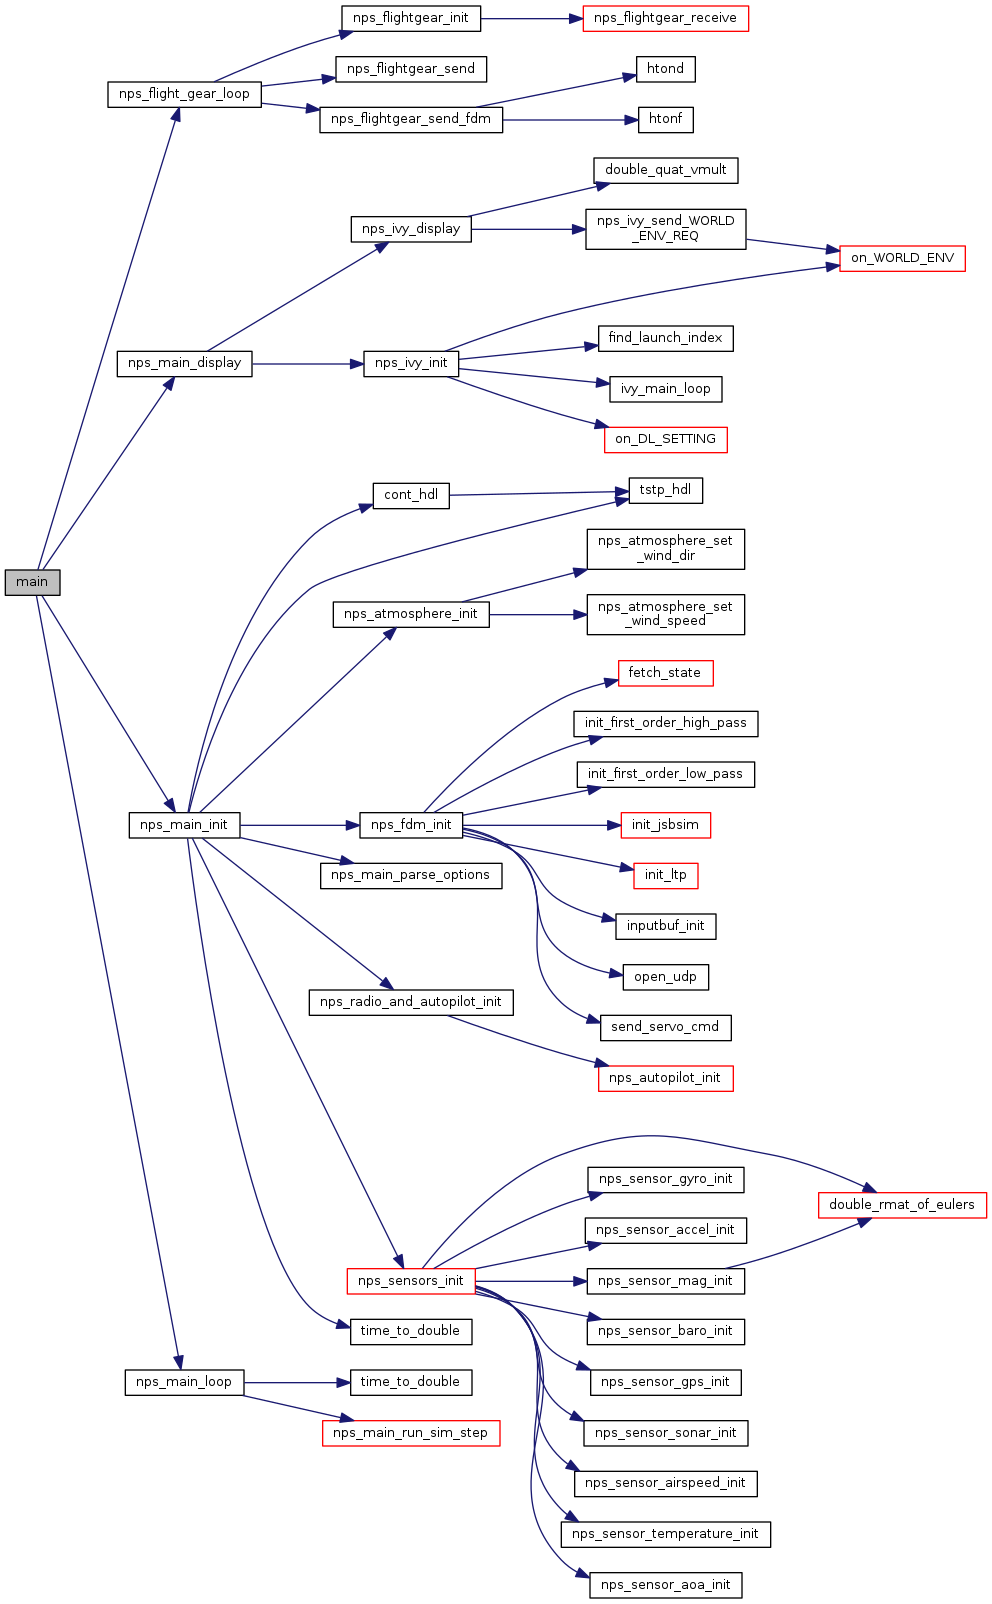 nps_flightgear_init
nps_flightgear_receive
nps_flightgear_send
htond
nps_flight_gear_loop
nps_flightgear_send_fdm
htonf
double_quat_vmult
nps_ivy_display
nps_ivy_send_WORLD
_ENV_REQ
on_WORLD_ENV
find_launch_index
nps_main_display
nps_ivy_init
ivy_main_loop
on_DL_SETTING
cont_hdl
tstp_hdl
nps_atmosphere_set
_wind_dir
main
nps_atmosphere_init
nps_atmosphere_set
_wind_speed
fetch_state
init_first_order_high_pass
init_first_order_low_pass
nps_main_init
nps_fdm_init
init_jsbsim
nps_main_parse_options
init_ltp
inputbuf_init
open_udp
nps_radio_and_autopilot_init
send_servo_cmd
nps_autopilot_init
nps_sensor_gyro_init
double_rmat_of_eulers
nps_sensor_accel_init
nps_sensors_init
nps_sensor_mag_init
time_to_double
nps_sensor_baro_init
nps_main_loop
time_to_double
nps_sensor_gps_init
nps_main_run_sim_step
nps_sensor_sonar_init
nps_sensor_airspeed_init
nps_sensor_temperature_init
nps_sensor_aoa_init